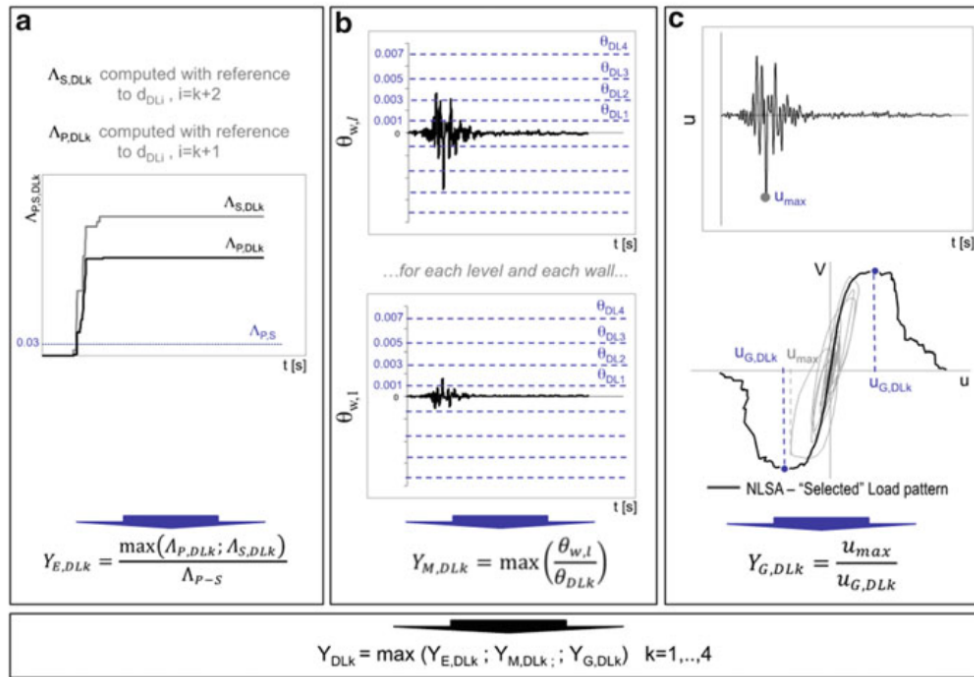 a
Λ_S,DLk computed with reference
to d_DLi , i=k+2
Λ_P,DLk computed with reference
to d_DLi , i=k+1
Λ_P,S,DLk
Λ_S,DLk
Λ_P,DLk
0.03
Λ_P,S
t [s]
Y_E,DLk = max(Λ_P,DLk ; Λ_S,DLk) / Λ_P−S
b
θ_w,l
0.007
0.005
0.003
0.001
0
θ_DL4
θ_DL3
θ_DL2
θ_DL1
t [s]
...for each level and each wall...
θ_w,1
0.007
0.005
0.003
0.001
0
θ_DL4
θ_DL3
θ_DL2
θ_DL1
t [s]
Y_M,DLk = max(θ_w,l / θ_DLk)
c
u
u_max
t [s]
V
u_G,DLk
u_max
u_G,DLk
u
NLSA – “Selected” Load pattern
Y_G,DLk = u_max / u_G,DLk
Y_DLk = max (Y_E,DLk ; Y_M,DLk ; ; Y_G,DLk) k=1,..,4